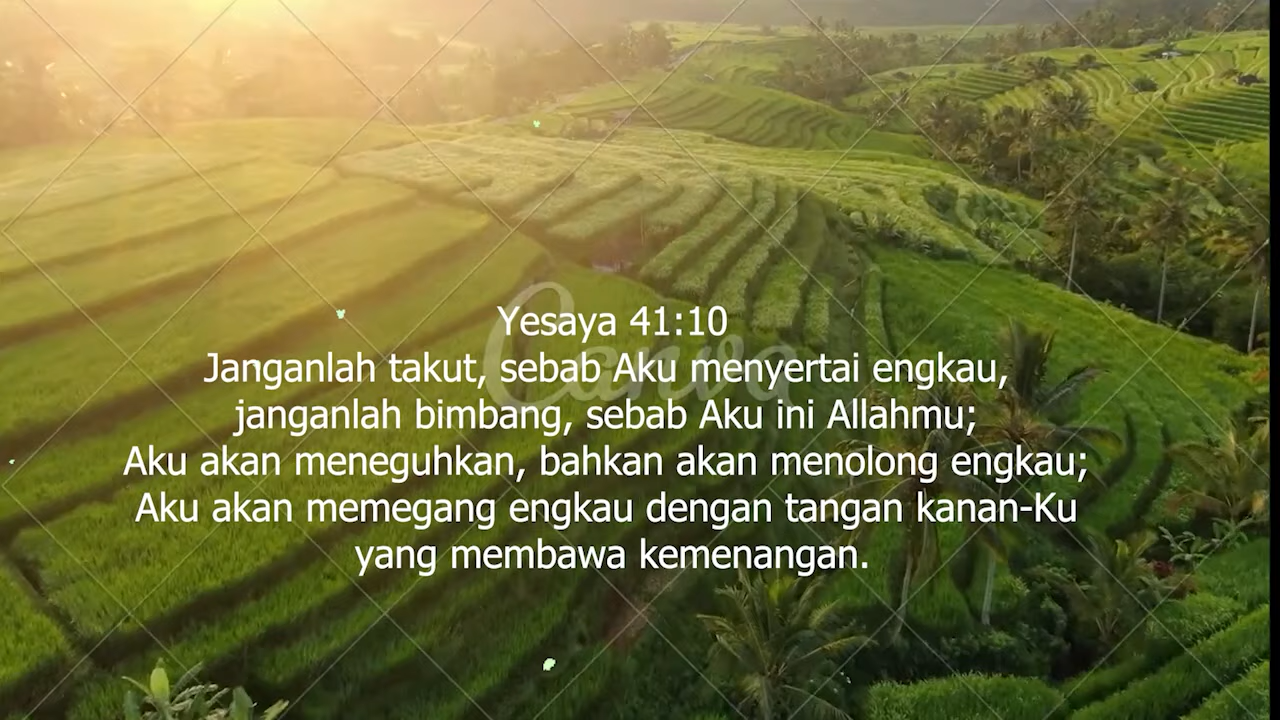 Yesaya 41:10
Janganlah takut, sebab Aku menyertai engkau,
janganlah bimbang, sebab Aku ini Allahmu;
Aku akan meneguhkan, bahkan akan menolong engkau;
Aku akan memegang engkau dengan tangan kanan-Ku
yang membawa kemenangan.
Canva